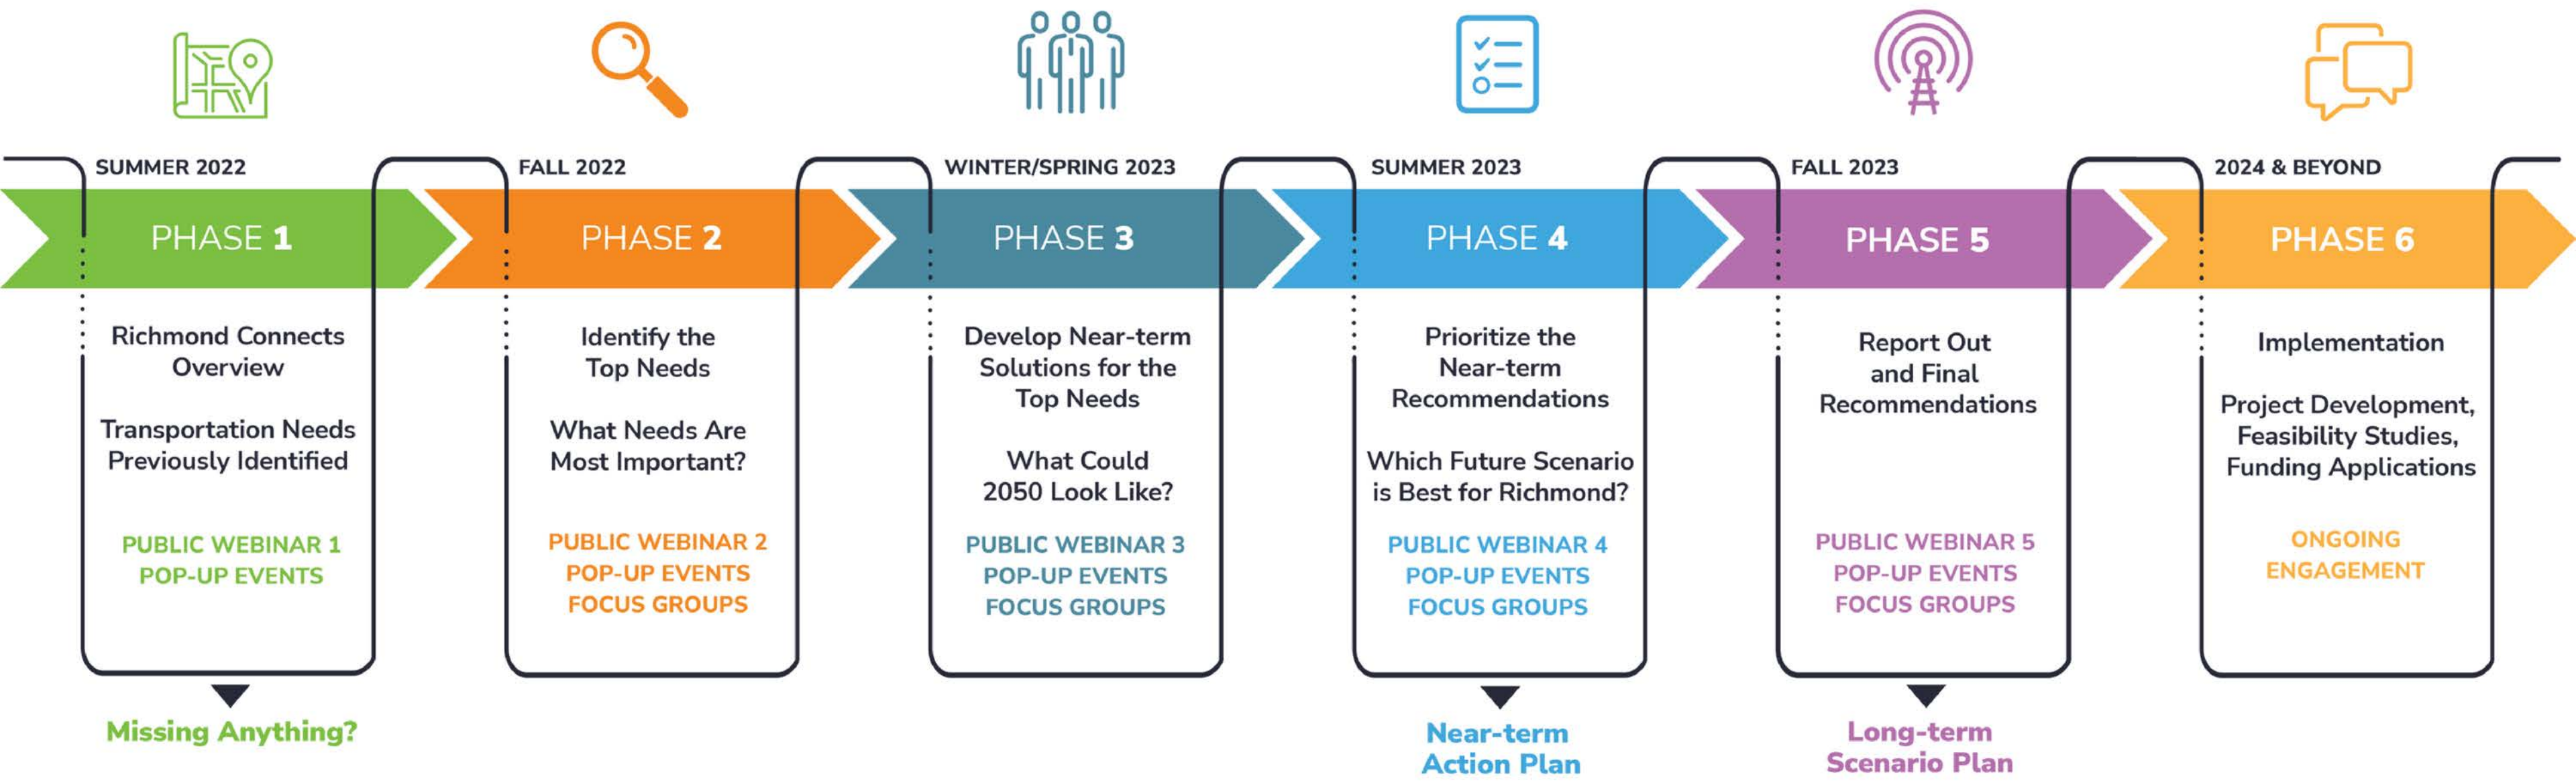 SUMMER 2022
PHASE 1
Richmond Connects
Overview
Transportation Needs
Previously Identified
PUBLIC WEBINAR 1
POP-UP EVENTS
Missing Anything?
FALL 2022
PHASE 2
Identify the
Top Needs
What Needs Are
Most Important?
PUBLIC WEBINAR 2
POP-UP EVENTS
FOCUS GROUPS
WINTER/SPRING 2023
PHASE 3
Develop Near-term
Solutions for the
Top Needs
What Could
2050 Look Like?
PUBLIC WEBINAR 3
POP-UP EVENTS
FOCUS GROUPS
SUMMER 2023
PHASE 4
Prioritize the
Near-term
Recommendations
Which Future Scenario
is Best for Richmond?
PUBLIC WEBINAR 4
POP-UP EVENTS
FOCUS GROUPS
Near-term
Action Plan
FALL 2023
PHASE 5
Report Out
and Final
Recommendations
PUBLIC WEBINAR 5
POP-UP EVENTS
FOCUS GROUPS
Long-term
Scenario Plan
2024 & BEYOND
PHASE 6
Implementation
Project Development,
Feasibility Studies,
Funding Applications
ONGOING
ENGAGEMENT